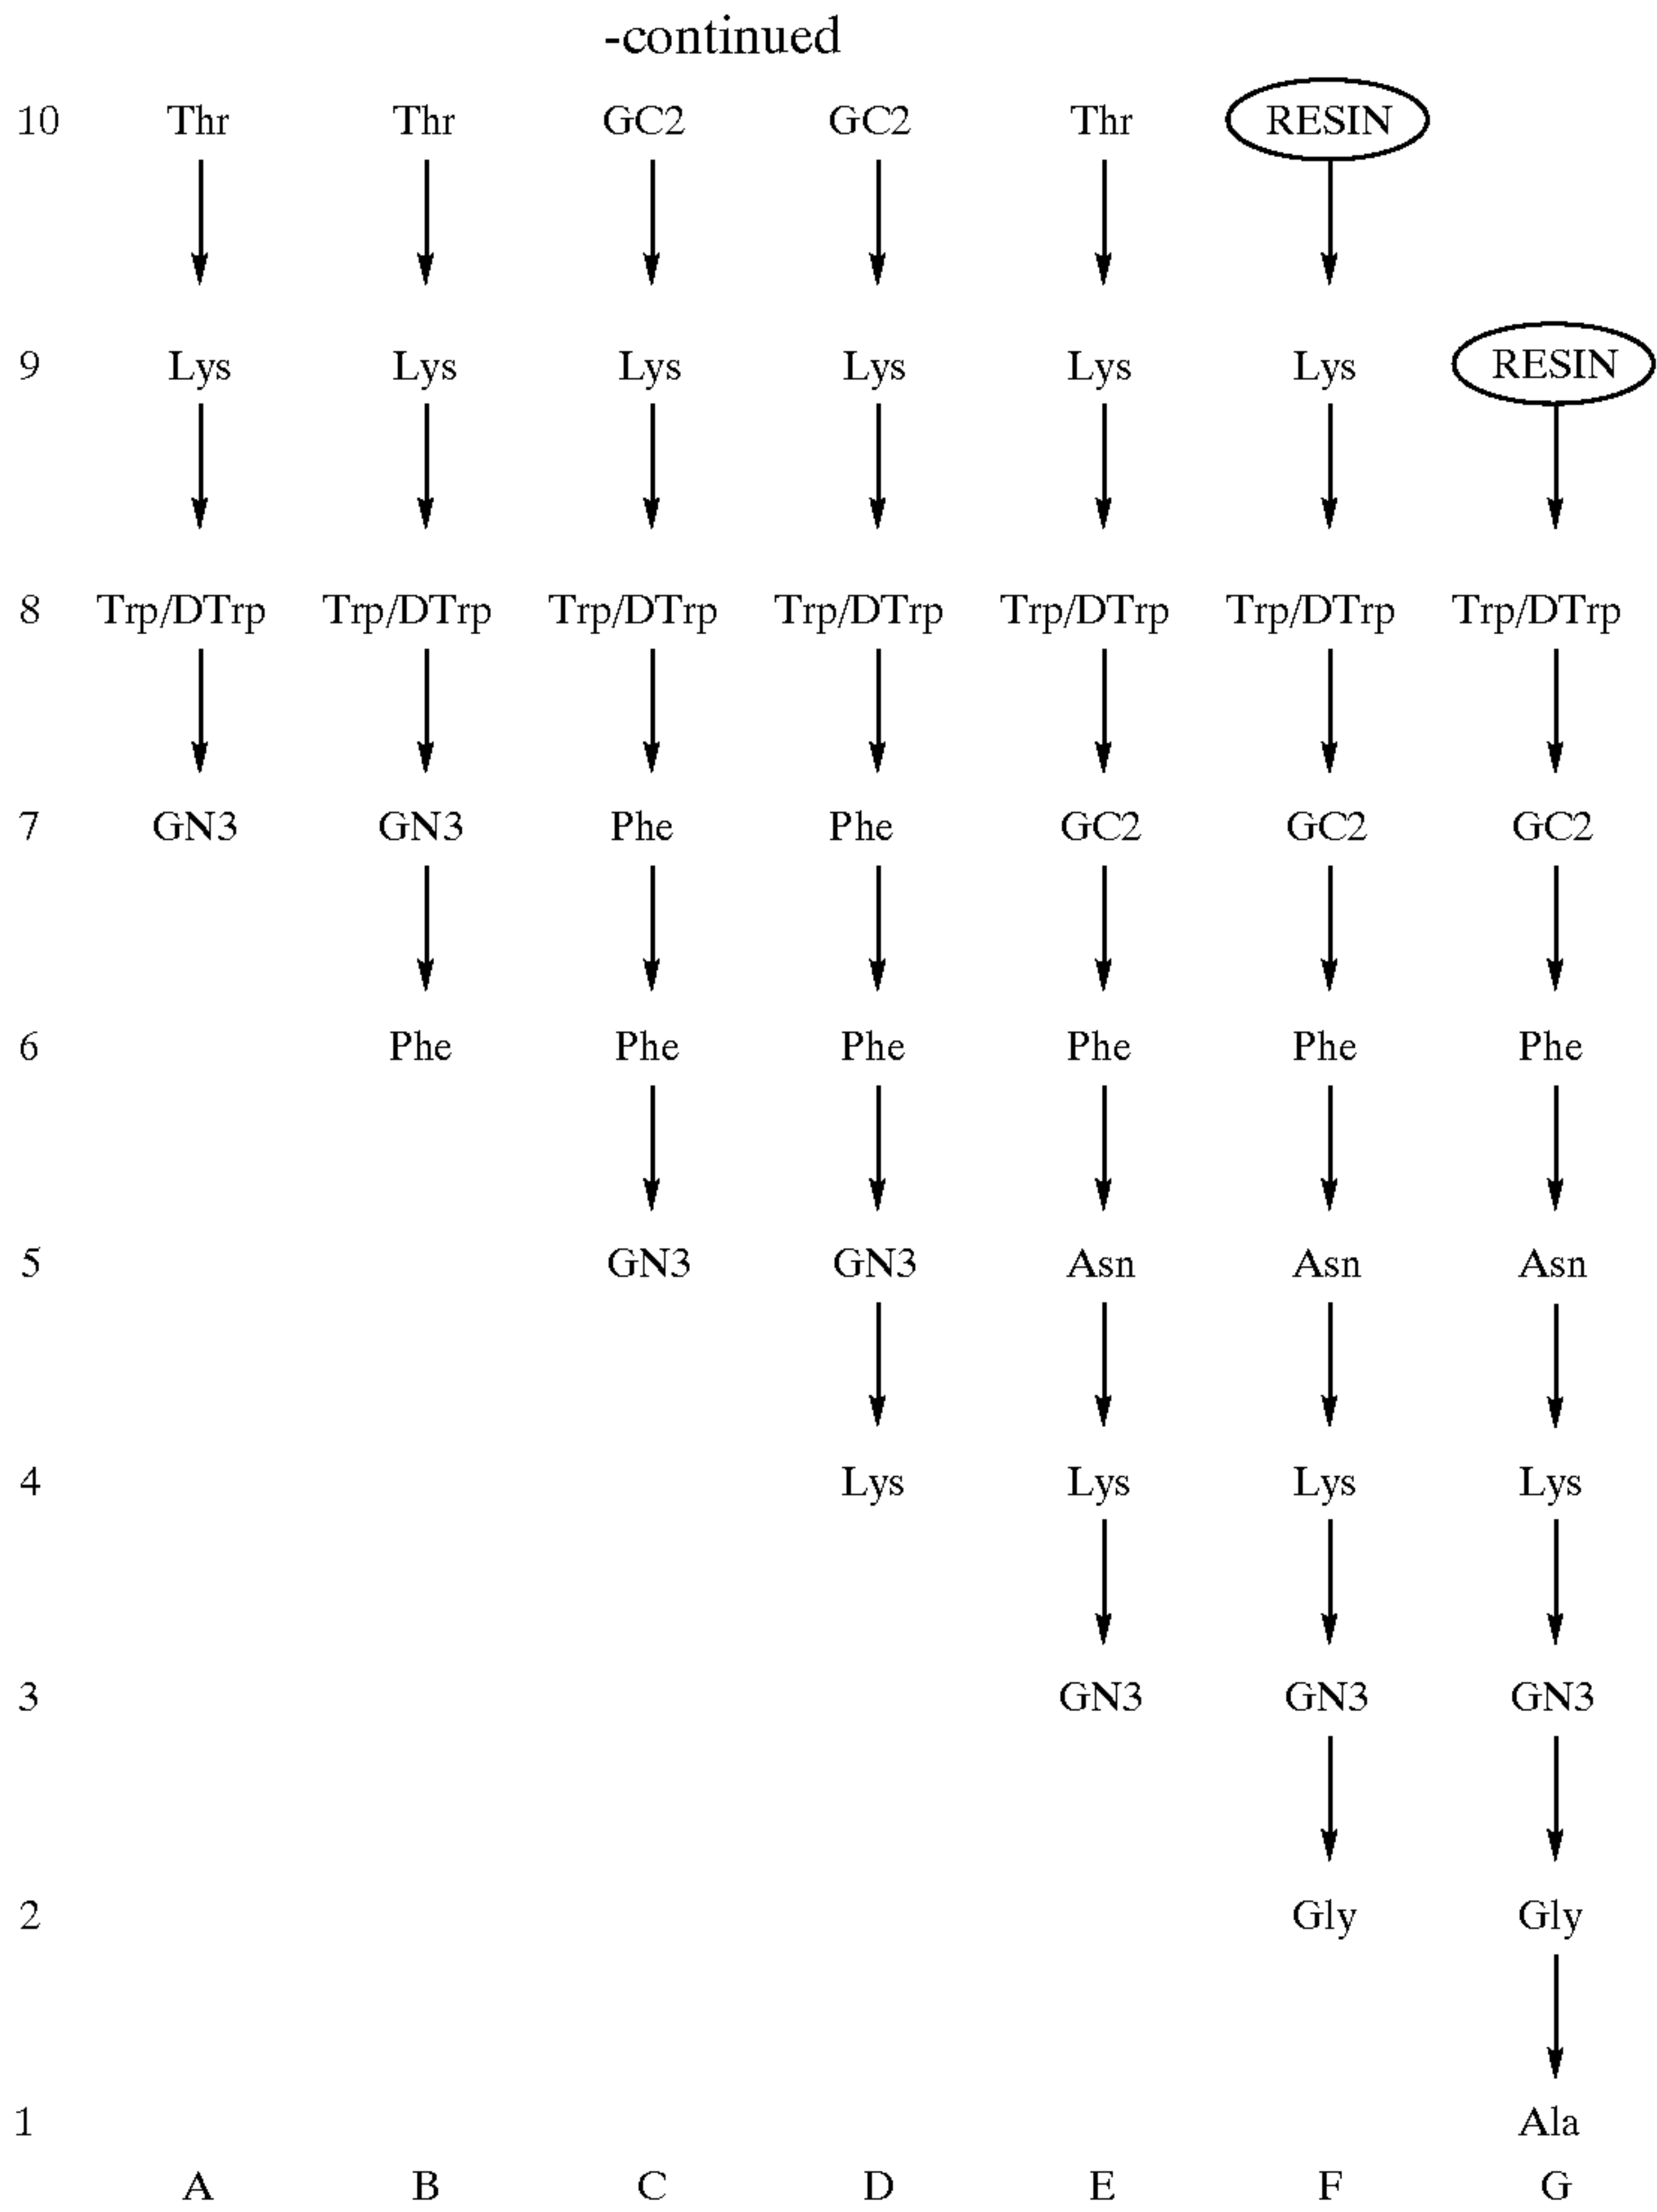 -continued
10 Thr Thr GC2 GC2 Thr RESIN
9 Lys Lys Lys Lys Lys Lys RESIN
8 Trp/DTrp Trp/DTrp Trp/DTrp Trp/DTrp Trp/DTrp Trp/DTrp Trp/DTrp
7 GN3 GN3 Phe Phe GC2 GC2 GC2
6 Phe Phe Phe Phe Phe Phe
5 GN3 GN3 Asn Asn Asn
4 Lys Lys Lys Lys
3 GN3 GN3 GN3
2 Gly Gly
1 Ala
A B C D E F G